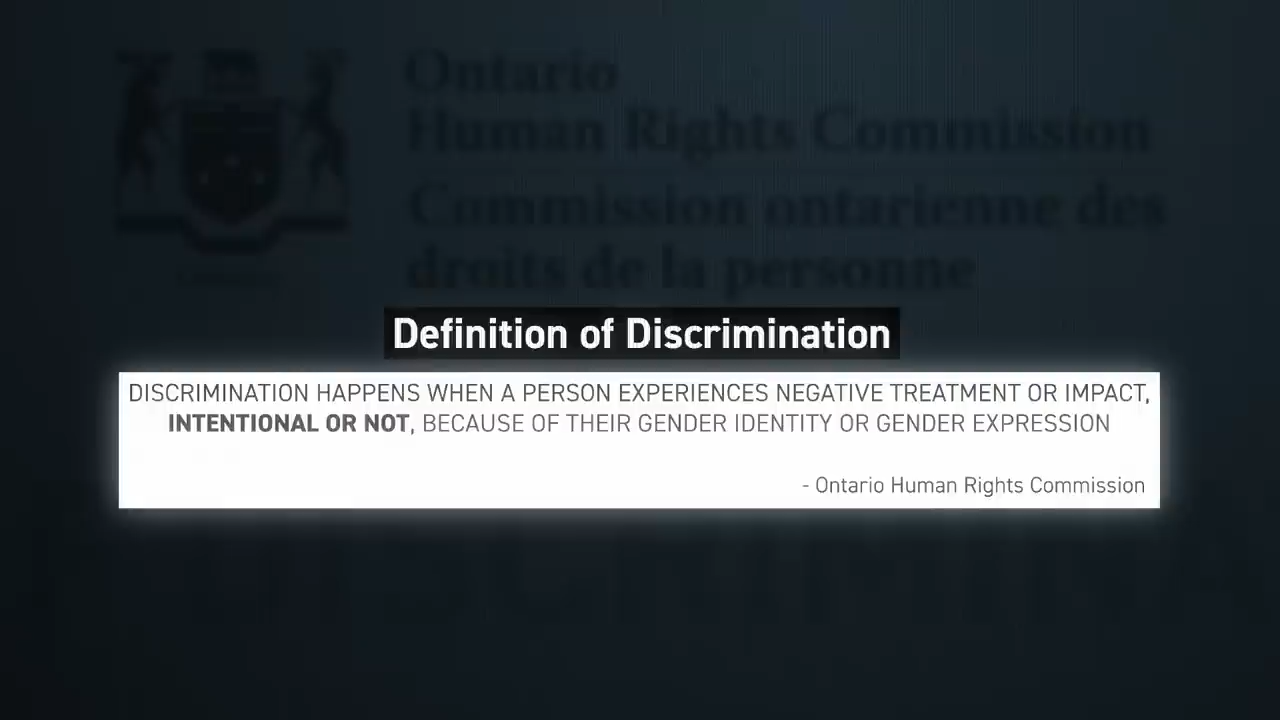 Ontario
Human Rights Commission
Commission ontarienne des
droits de la personne
Definition of Discrimination
DISCRIMINATION HAPPENS WHEN A PERSON EXPERIENCES NEGATIVE TREATMENT OR IMPACT,
INTENTIONAL OR NOT, BECAUSE OF THEIR GENDER IDENTITY OR GENDER EXPRESSION
- Ontario Human Rights Commission